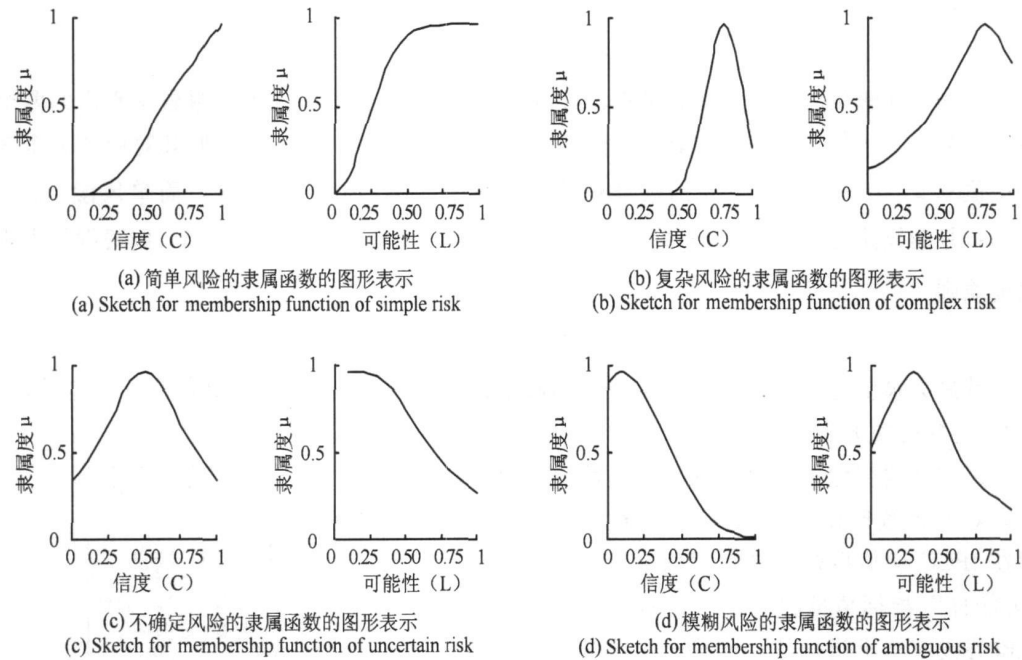 1
隶属度 μ
0.5
0
0 0.25 0.50 0.75 1
信度（C）
1
隶属度 μ
0.5
0
0 0.25 0.50 0.75 1
可能性（L）
(a) 简单风险的隶属函数的图形表示
(a) Sketch for membership function of simple risk
1
隶属度 μ
0.5
0
0 0.25 0.50 0.75 1
信度（C）
1
隶属度 μ
0.5
0
0 0.25 0.50 0.75 1
可能性（L）
(b) 复杂风险的隶属函数的图形表示
(b) Sketch for membership function of complex risk
1
隶属度 μ
0.5
0
0 0.25 0.50 0.75 1
信度（C）
1
隶属度 μ
0.5
0
0 0.25 0.50 0.75 1
可能性（L）
(c) 不确定风险的隶属函数的图形表示
(c) Sketch for membership function of uncertain risk
1
隶属度 μ
0.5
0
0 0.25 0.50 0.75 1
信度（C）
1
隶属度 μ
0.5
0
0 0.25 0.50 0.75 1
可能性（L）
(d) 模糊风险的隶属函数的图形表示
(d) Sketch for membership function of ambiguous risk